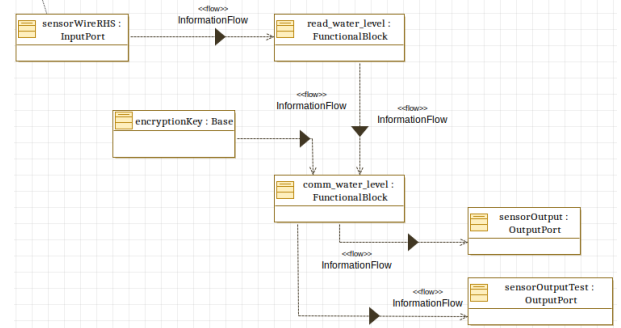 <<flow>>
InformationFlow
sensorWireRHS :
InputPort
read_water_level :
FunctionalBlock
<<flow>>
InformationFlow
<<flow>>
InformationFlow
encryptionKey : Base
comm_water_level :
FunctionalBlock
sensorOutput :
OutputPort
<<flow>>
InformationFlow
sensorOutputTest :
OutputPort
<<flow>>
InformationFlow